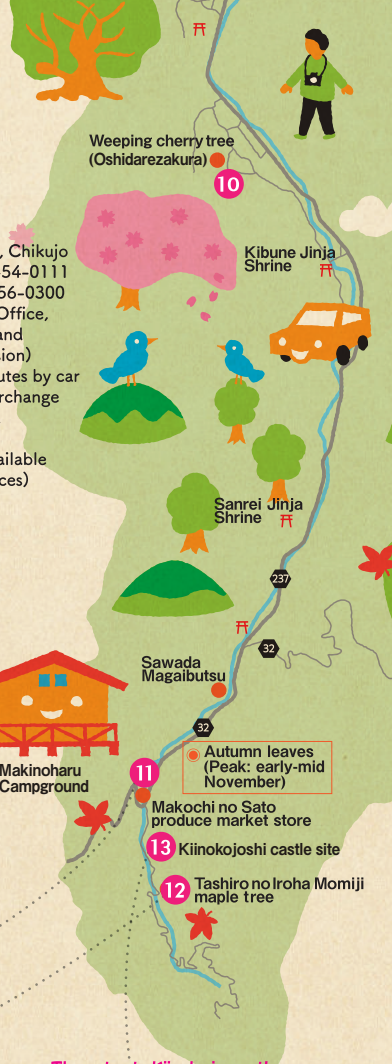 Weeping cherry tree
(Oshidarezakura)
10
, Chikujo
54-0111
56-0300
Office,
and
sion)
utes by car
erchange
ailable
ces)
Kibune Jinja
Shrine
Sanrei Jinja
Shrine
237
32
Sawada
Magaibutsu
32
Autumn leaves
(Peak: early-mid
November)
Makinoharu
Campground
11
Makochi no Sato
produce market store
13 Kiinokojoshi castle site
12 Tashiro no Iroha Momiji
maple tree